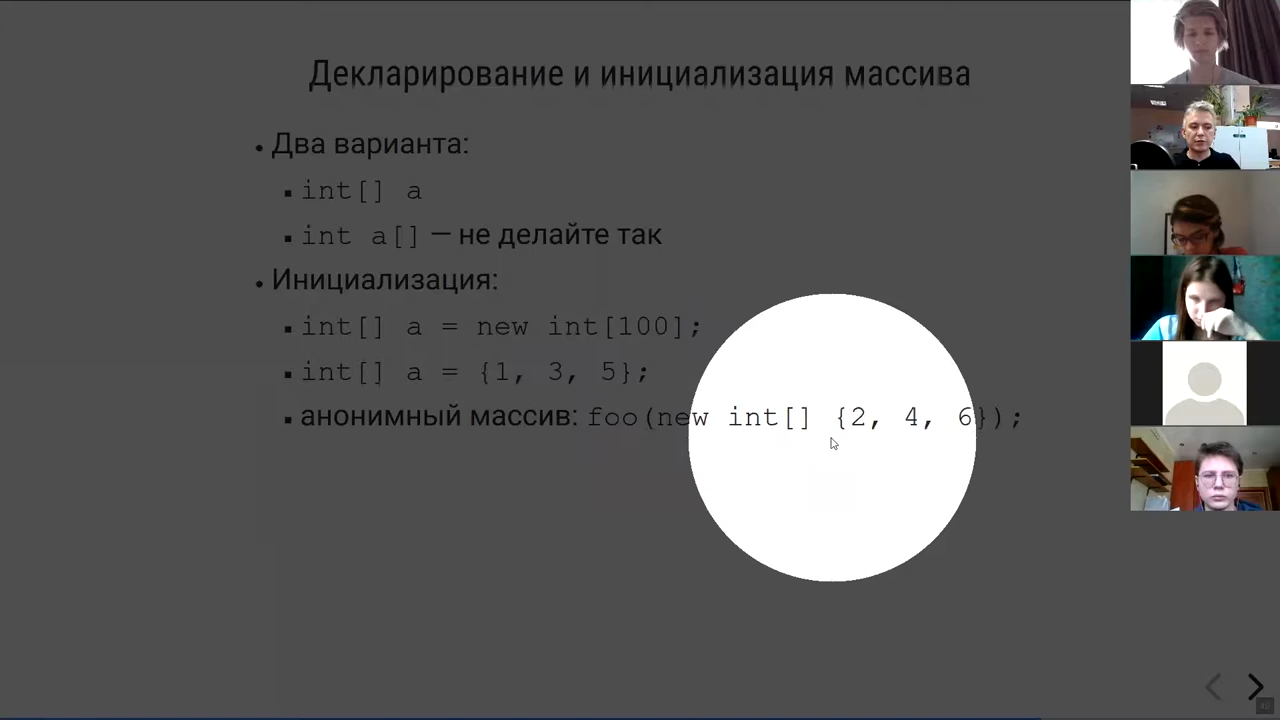 Декларирование и инициализация массива
• Два варианта:
▪ int[] a
▪ int a[] — не делайте так
• Инициализация:
▪ int[] a = new int[100];
▪ int[] a = {1, 3, 5};
▪ анонимный массив: foo(new int[] {2, 4, 6});